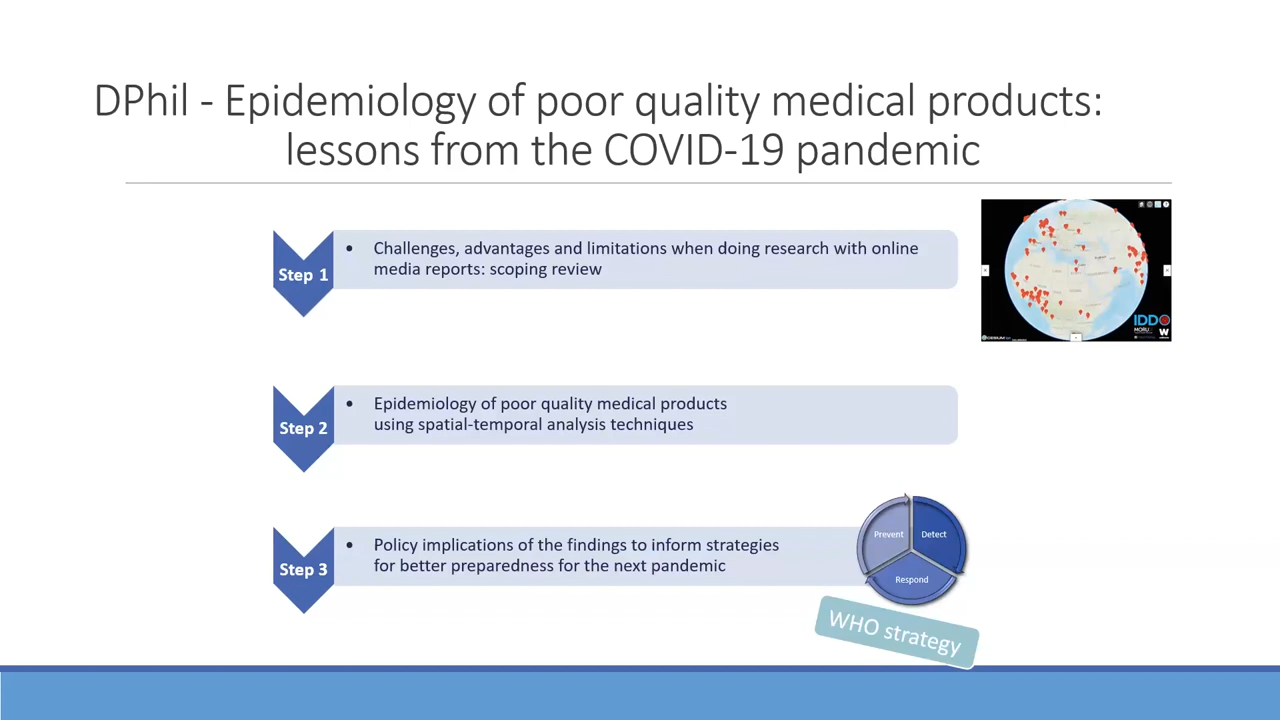 DPhil - Epidemiology of poor quality medical products:
lessons from the COVID-19 pandemic
Step 1
• Challenges, advantages and limitations when doing research with online
media reports: scoping review
IDDO
MORU
Step 2
• Epidemiology of poor quality medical products
using spatial-temporal analysis techniques
Step 3
• Policy implications of the findings to inform strategies
for better preparedness for the next pandemic
Prevent
Detect
Respond
WHO strategy